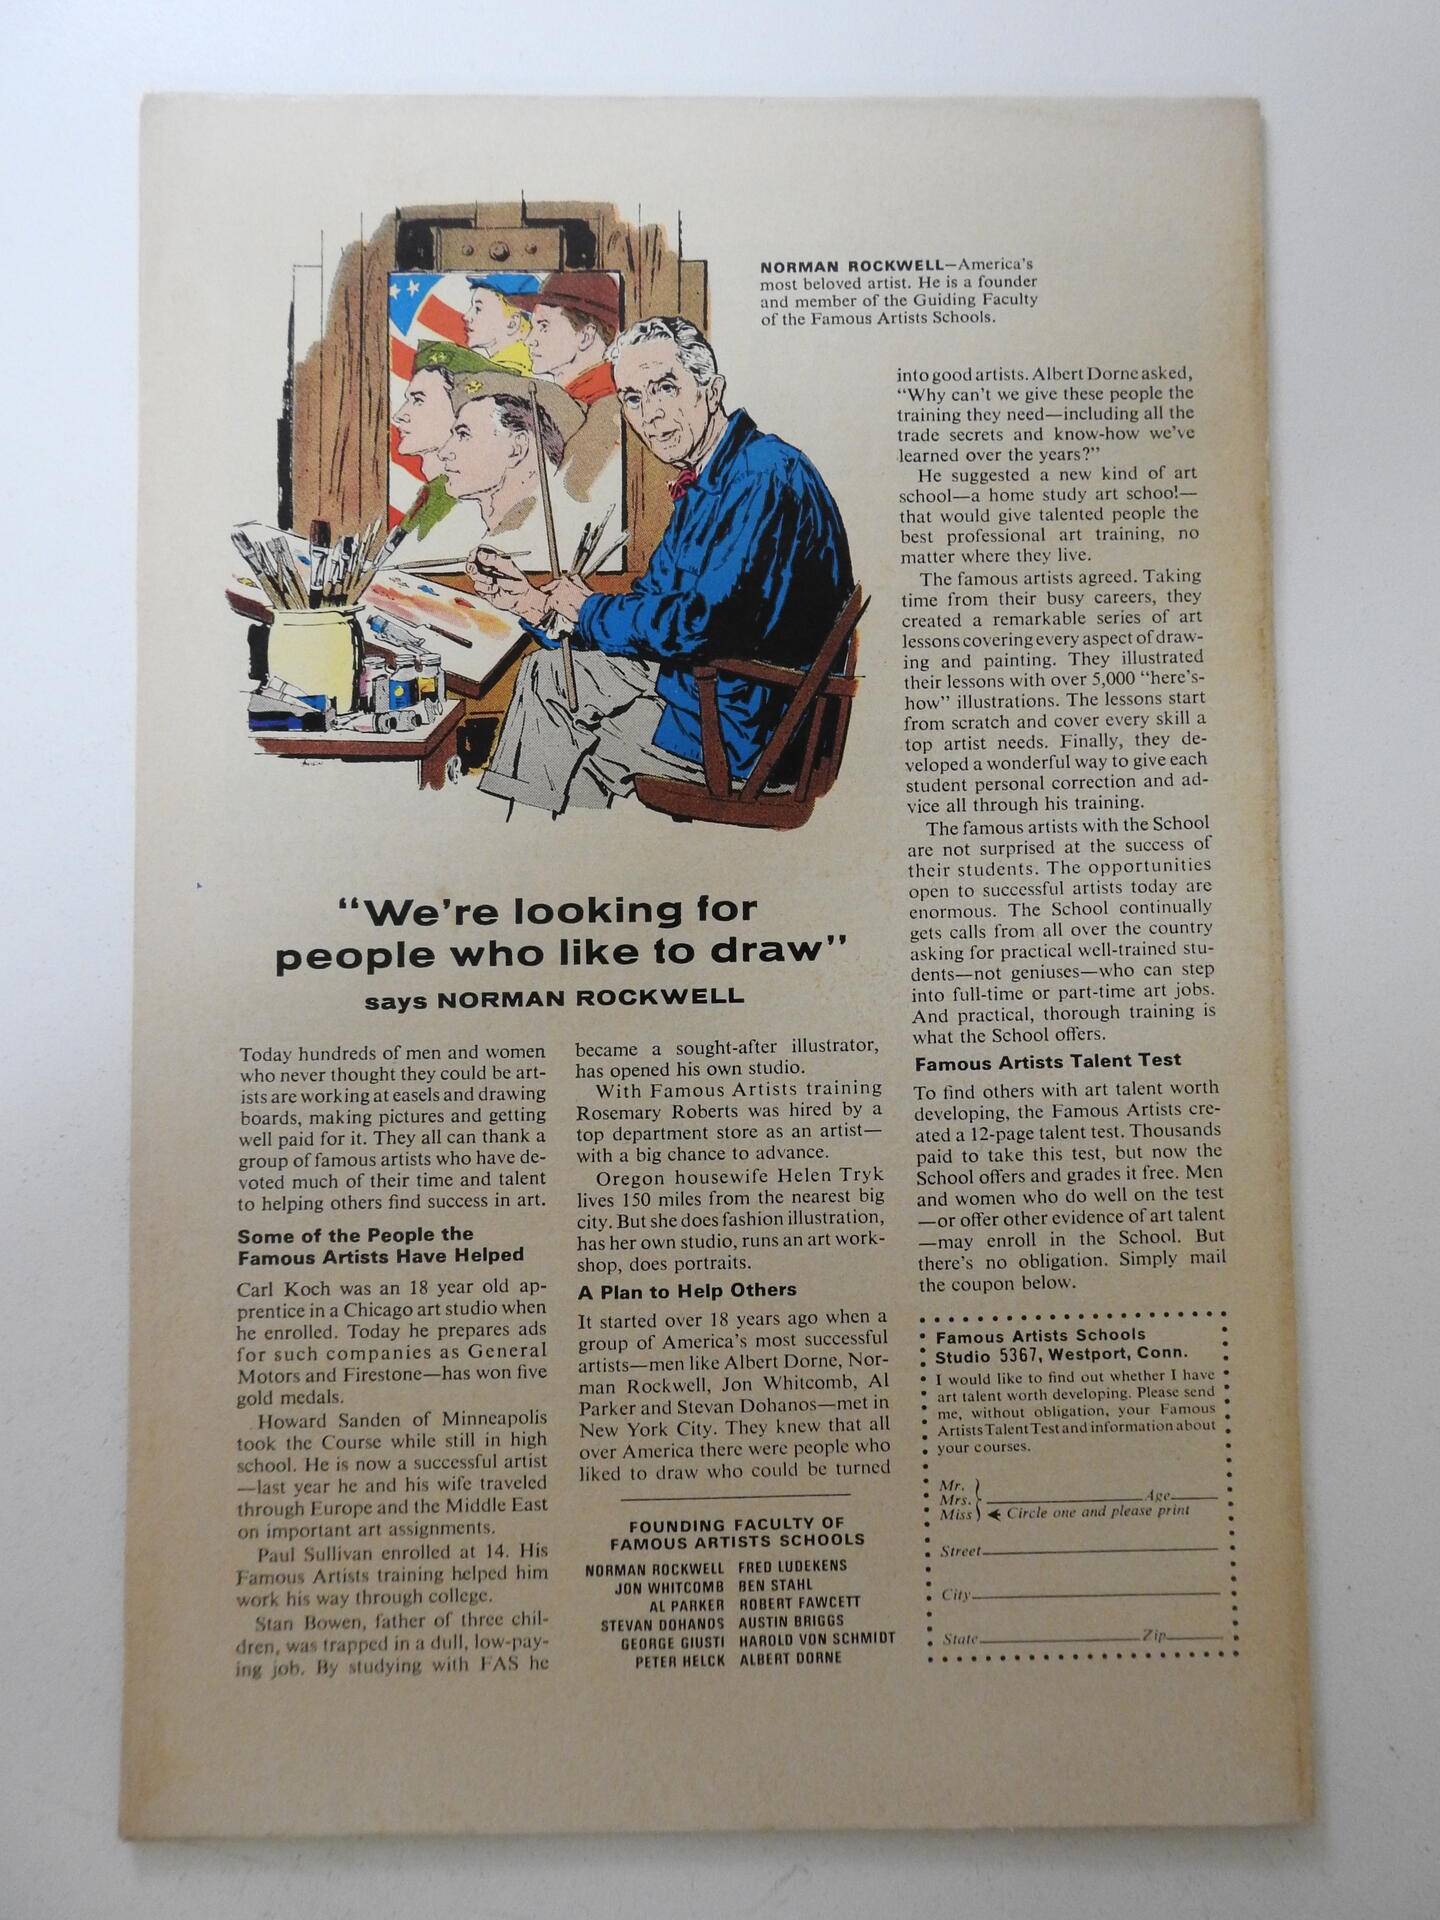 NORMAN ROCKWELL—America's
most beloved artist. He is a founder
and member of the Guiding Faculty
of the Famous Artists Schools.
"We're looking for
people who like to draw"
says NORMAN ROCKWELL
Today hundreds of men and women
who never thought they could be art-
ists are working at easels and drawing
boards, making pictures and getting
well paid for it. They all can thank a
group of famous artists who have de-
voted much of their time and talent
to helping others find success in art.
Some of the People the
Famous Artists Have Helped
Carl Koch was an 18 year old ap-
prentice in a Chicago art studio when
he enrolled. Today he prepares ads
for such companies as General
Motors and Firestone—has won five
gold medals.
Howard Sanden of Minneapolis
took the Course while still in high
school. He is now a successful artist
—last year he and his wife traveled
through Europe and the Middle East
on important art assignments.
Paul Sullivan enrolled at 14. His
Famous Artists training helped him
work his way through college.
Stan Bowen, father of three chil-
dren, was trapped in a dull, low-pay-
ing job. By studying with FAS he
became a sought-after illustrator,
has opened his own studio.
With Famous Artists training
Rosemary Roberts was hired by a
top department store as an artist—
with a big chance to advance.
Oregon housewife Helen Tryk
lives 150 miles from the nearest big
city. But she does fashion illustration,
has her own studio, runs an art work-
shop, does portraits.
A Plan to Help Others
It started over 18 years ago when a
group of America's most successful
artists—men like Albert Dorne, Nor-
man Rockwell, Jon Whitcomb, Al
Parker and Stevan Dohanos—met in
New York City. They knew that all
over America there were people who
liked to draw who could be turned
into good artists. Albert Dorne asked,
"Why can't we give these people the
training they need—including all the
trade secrets and know-how we've
learned over the years?"
He suggested a new kind of art
school—a home study art school—
that would give talented people the
best professional art training, no
matter where they live.
The famous artists agreed. Taking
time from their busy careers, they
created a remarkable series of art
lessons covering every aspect of draw-
ing and painting. They illustrated
their lessons with over 5,000 "here's-
how" illustrations. The lessons start
from scratch and cover every skill a
top artist needs. Finally, they de-
veloped a wonderful way to give each
student personal correction and ad-
vice all through his training.
The famous artists with the School
are not surprised at the success of
their students. The opportunities
open to successful artists today are
enormous. The School continually
gets calls from all over the country
asking for practical well-trained stu-
dents—not geniuses—who can step
into full-time or part-time art jobs.
And practical, thorough training is
what the School offers.
Famous Artists Talent Test
To find others with art talent worth
developing, the Famous Artists cre-
ated a 12-page talent test. Thousands
paid to take this test, but now the
School offers and grades it free. Men
and women who do well on the test
—or offer other evidence of art talent
—may enroll in the School. But
there's no obligation. Simply mail
the coupon below.
FOUNDING FACULTY OF
FAMOUS ARTISTS SCHOOLS
NORMAN ROCKWELL FRED LUDEKENS
JON WHITCOMB BEN STAHL
AL PARKER ROBERT FAWCETT
STEVAN DOHANOS AUSTIN BRIGGS
GEORGE GIUSTI HAROLD VON SCHMIDT
PETER HELCK ALBERT DORNE
Famous Artists Schools
Studio 5367, Westport, Conn.
I would like to find out whether I have
art talent worth developing. Please send
me, without obligation, your Famous
Artists Talent Test and information about
your courses.
Mr.
Mrs. Age
Miss Circle one and please print
Street
City
State Zip